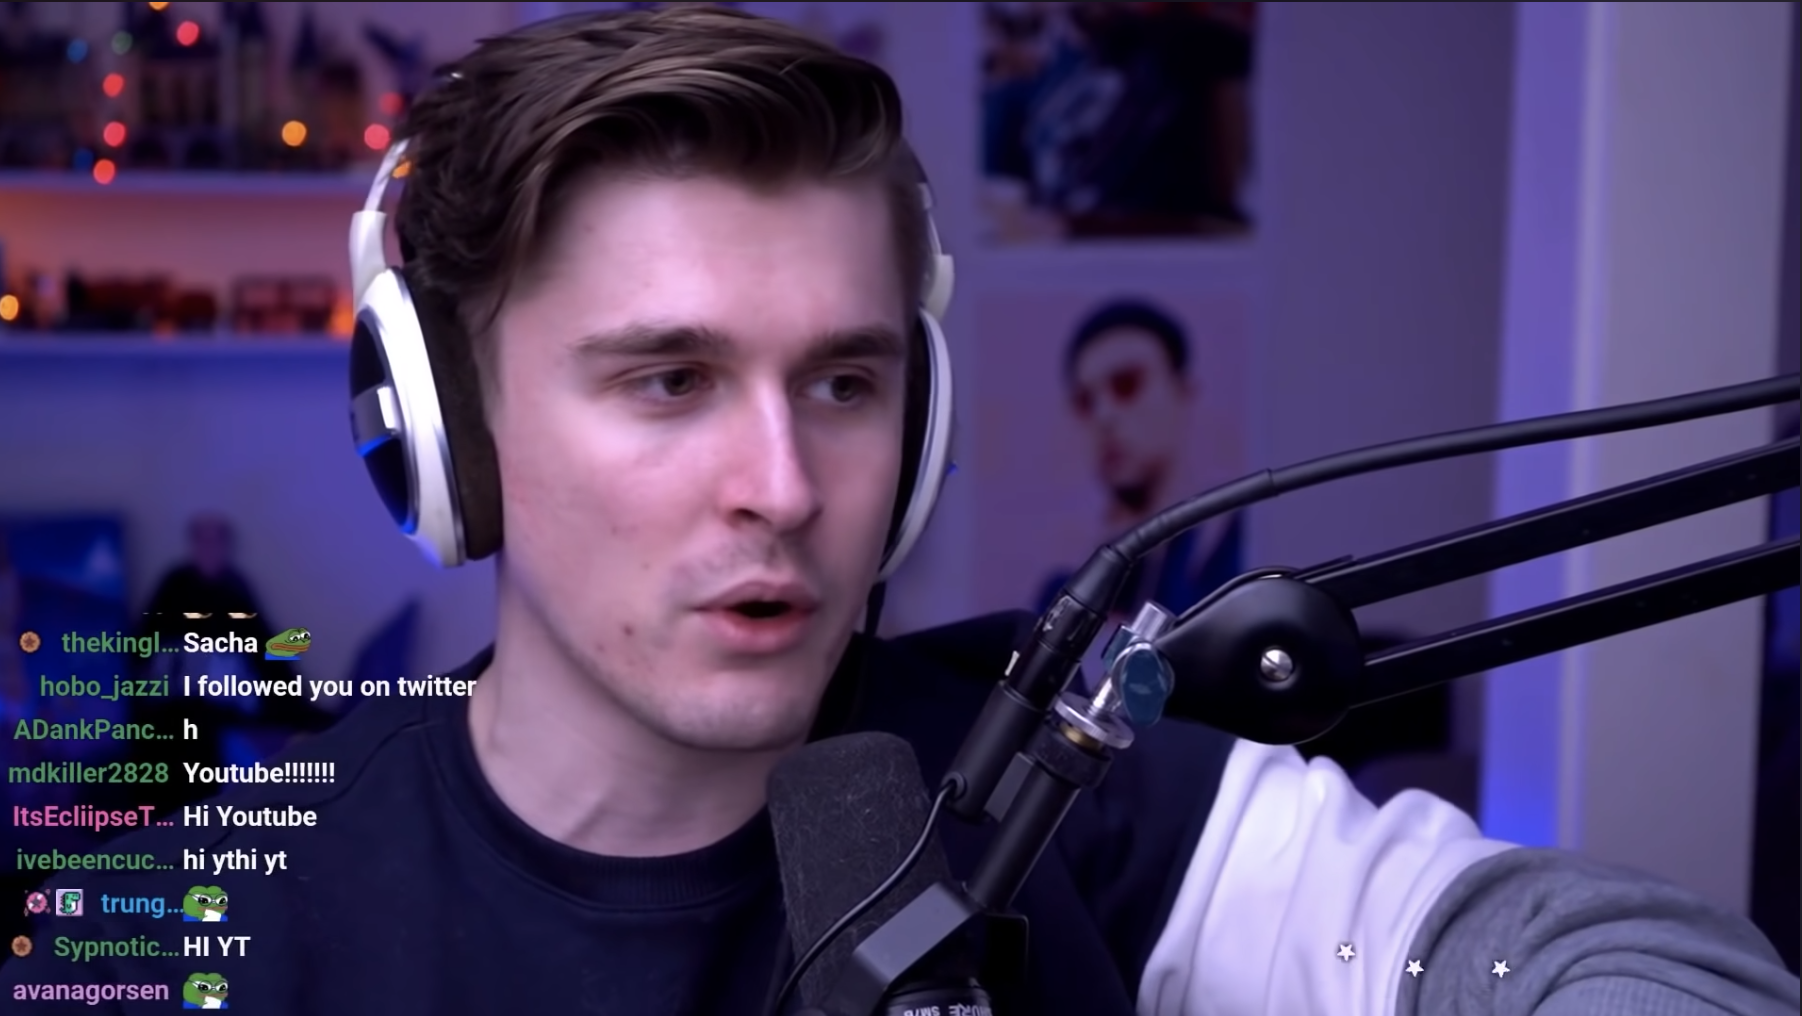 thekingl... Sacha
hobo_jazzi I followed you on twitter
ADankPanc... h
mdkiller2828 Youtube!!!!!!!
ItsEcliipseT... Hi Youtube
ivebeencuc... hi ythi yt
trung...
Sypnotic... HI YT
avanagorsen
SM7B